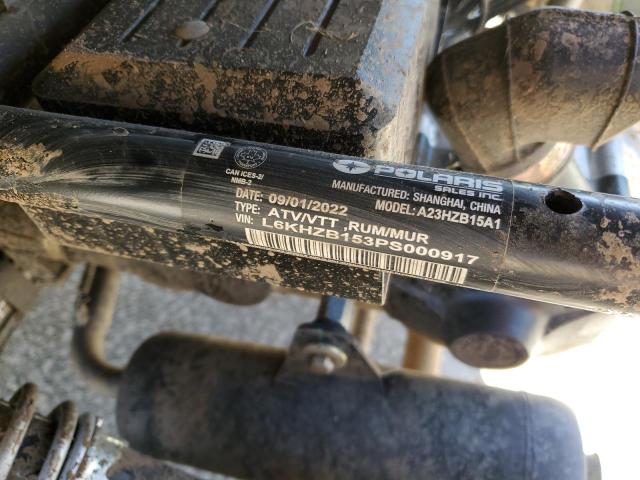 CAN ICES-2/
NMB-2
POLARIS
SALES INC.
MANUFACTURED: SHANGHAI, CHINA
DATE: 09/01/2022 MODEL: A23HZB15A1
TYPE: ATV/VTT ,RUM/MUR
VIN: L6KHZB153PS000917